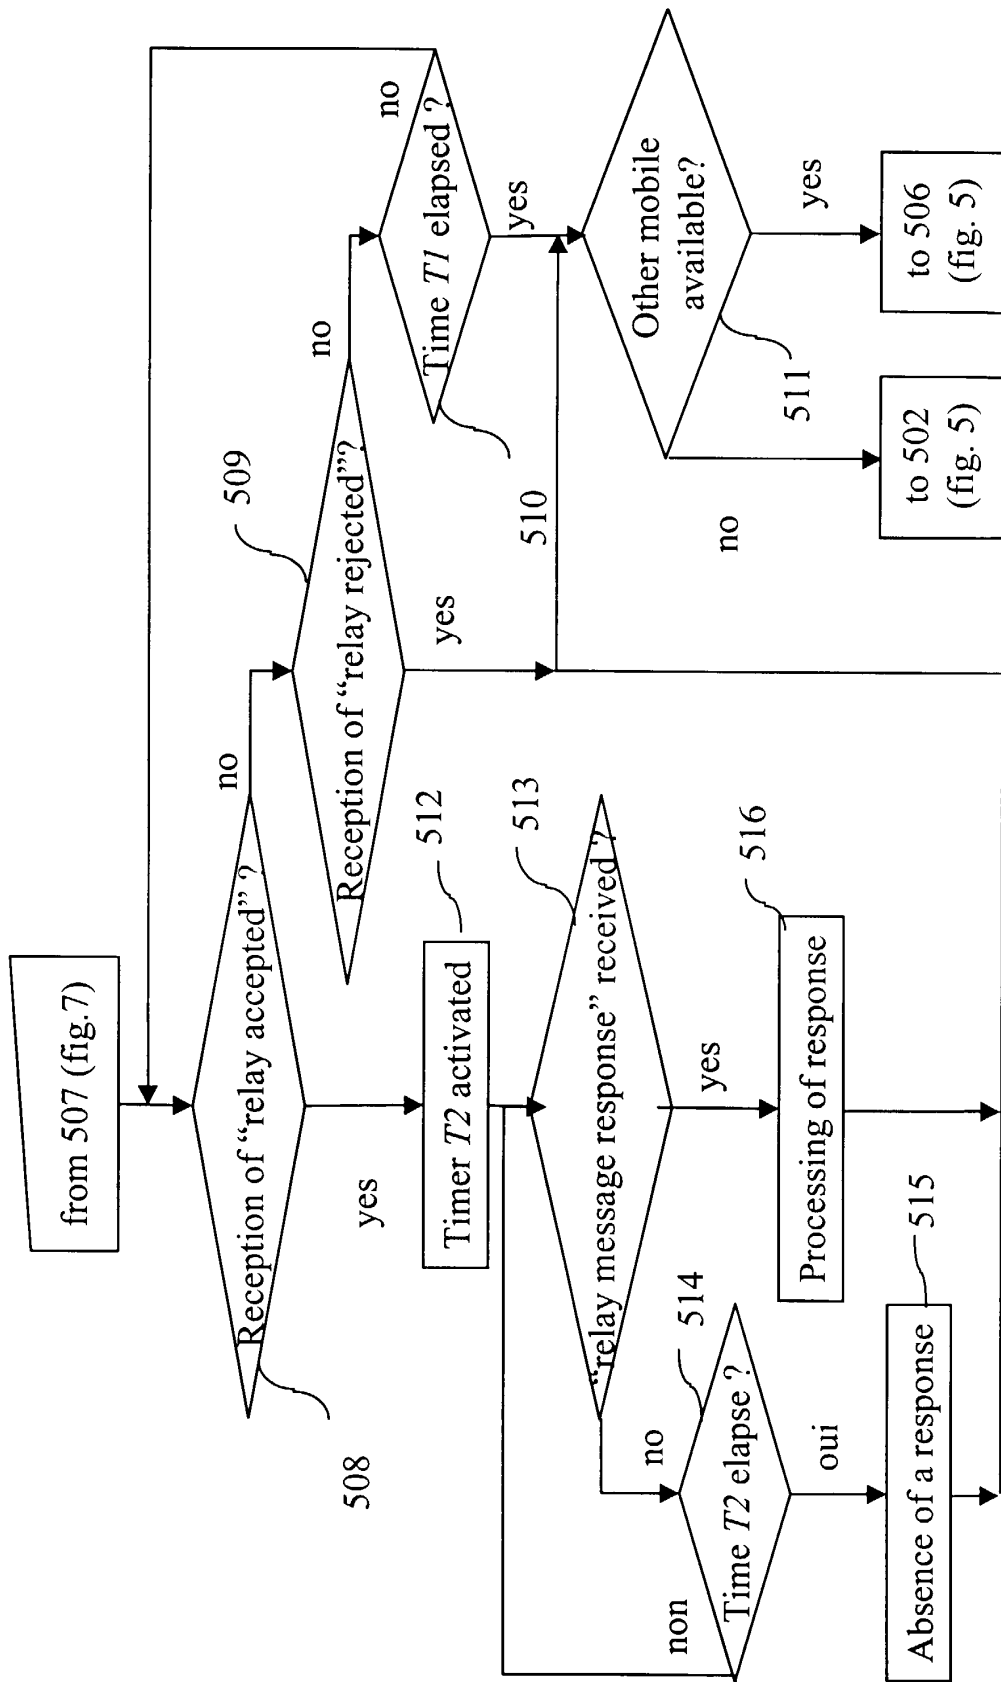 from 507 (fig.7)
Reception of “relay accepted” ?
508
no
yes
Reception of “relay rejected”?
509
no
yes
Time T1 elapsed ?
510
no
yes
Other mobile
available?
511
no
yes
to 502
(fig. 5)
to 506
(fig. 5)
Timer T2 activated
512
“relay message response” received ?
513
no
yes
Time T2 elapse ?
514
non
oui
Absence of a response
515
Processing of response
516